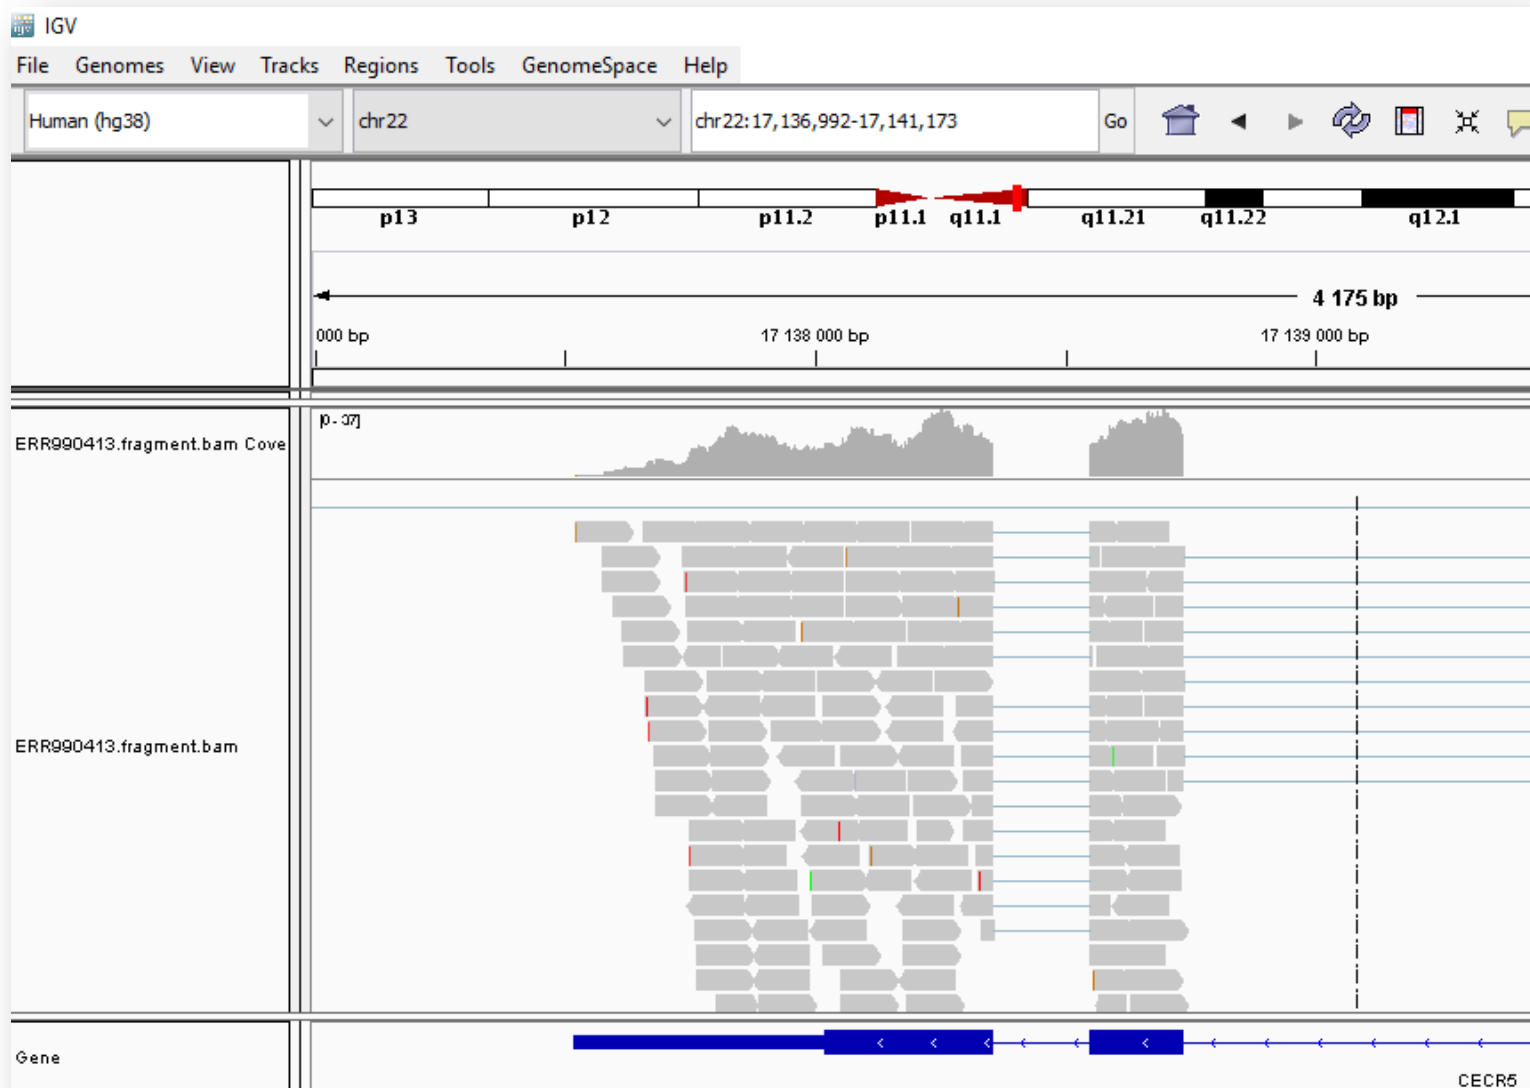 IGV
File Genomes View Tracks Regions Tools GenomeSpace Help
Human (hg38) chr22 chr22:17,136,992-17,141,173 Go
p13 p12 p11.2 p11.1 q11.1 q11.21 q11.22 q12.1
4 175 bp
000 bp 17 138 000 bp 17 139 000 bp
[0 - 37]
ERR990413.fragment.bam Cove
ERR990413.fragment.bam
Gene
CECR5